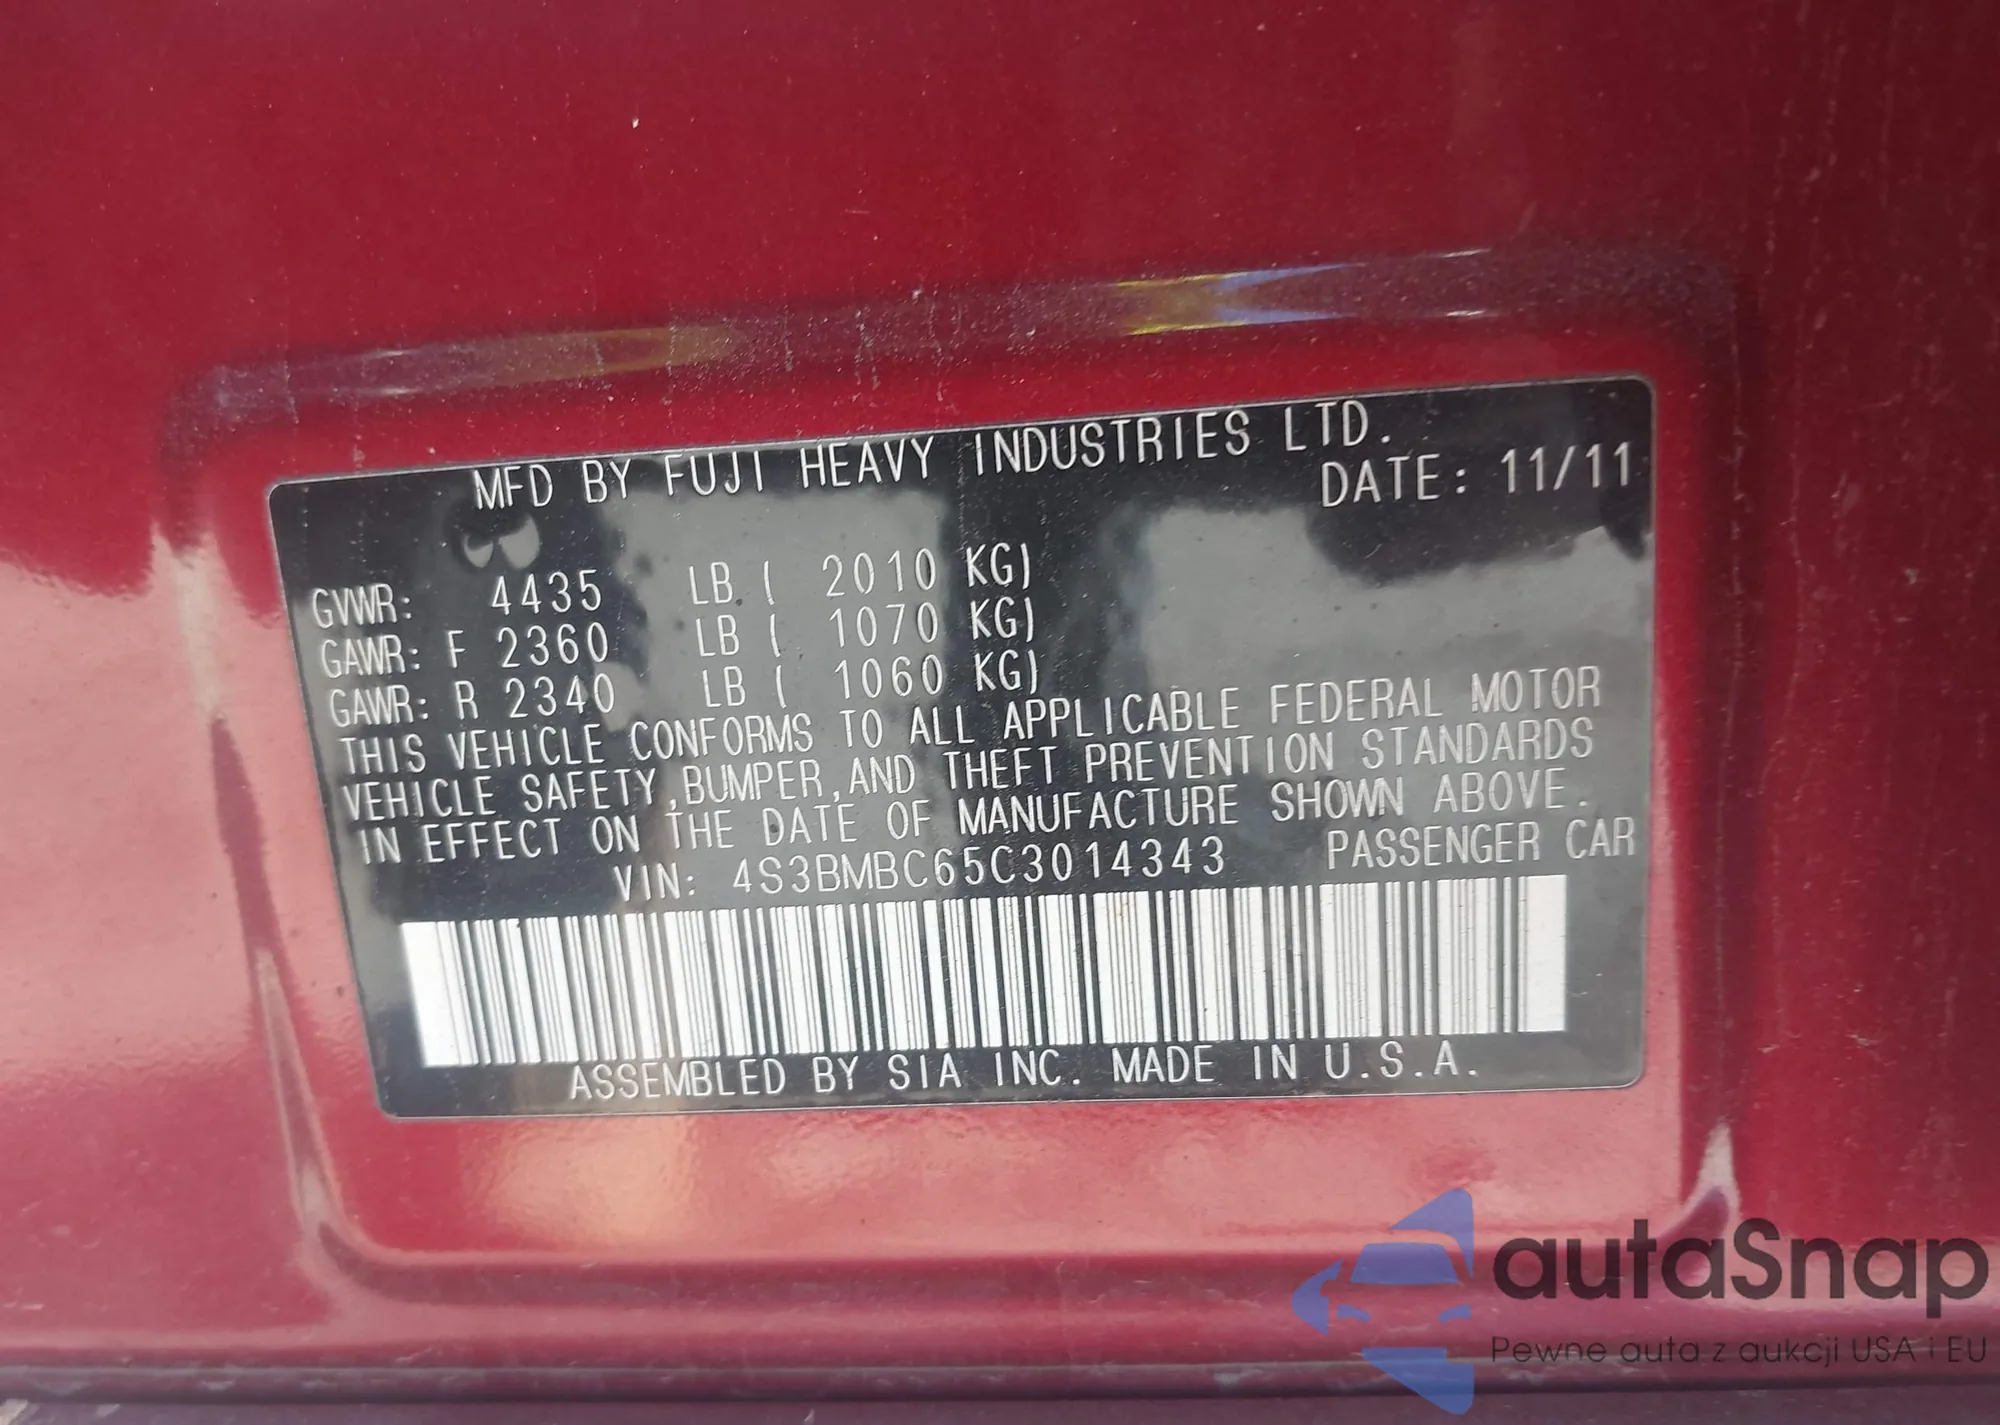 MFD BY FUJI HEAVY INDUSTRIES LTD.
DATE: 11/11
GVWR: 4435 LB ( 2010 KG)
GAWR: F 2360 LB ( 1070 KG)
GAWR: R 2340 LB ( 1060 KG)
THIS VEHICLE CONFORMS TO ALL APPLICABLE FEDERAL MOTOR
VEHICLE SAFETY,BUMPER,AND THEFT PREVENTION STANDARDS
IN EFFECT ON THE DATE OF MANUFACTURE SHOWN ABOVE.
VIN: 4S3BMBC65C3014343 PASSENGER CAR
ASSEMBLED BY SIA INC. MADE IN U.S.A.
autaSnap
Pewne auta z aukcji USA i EU